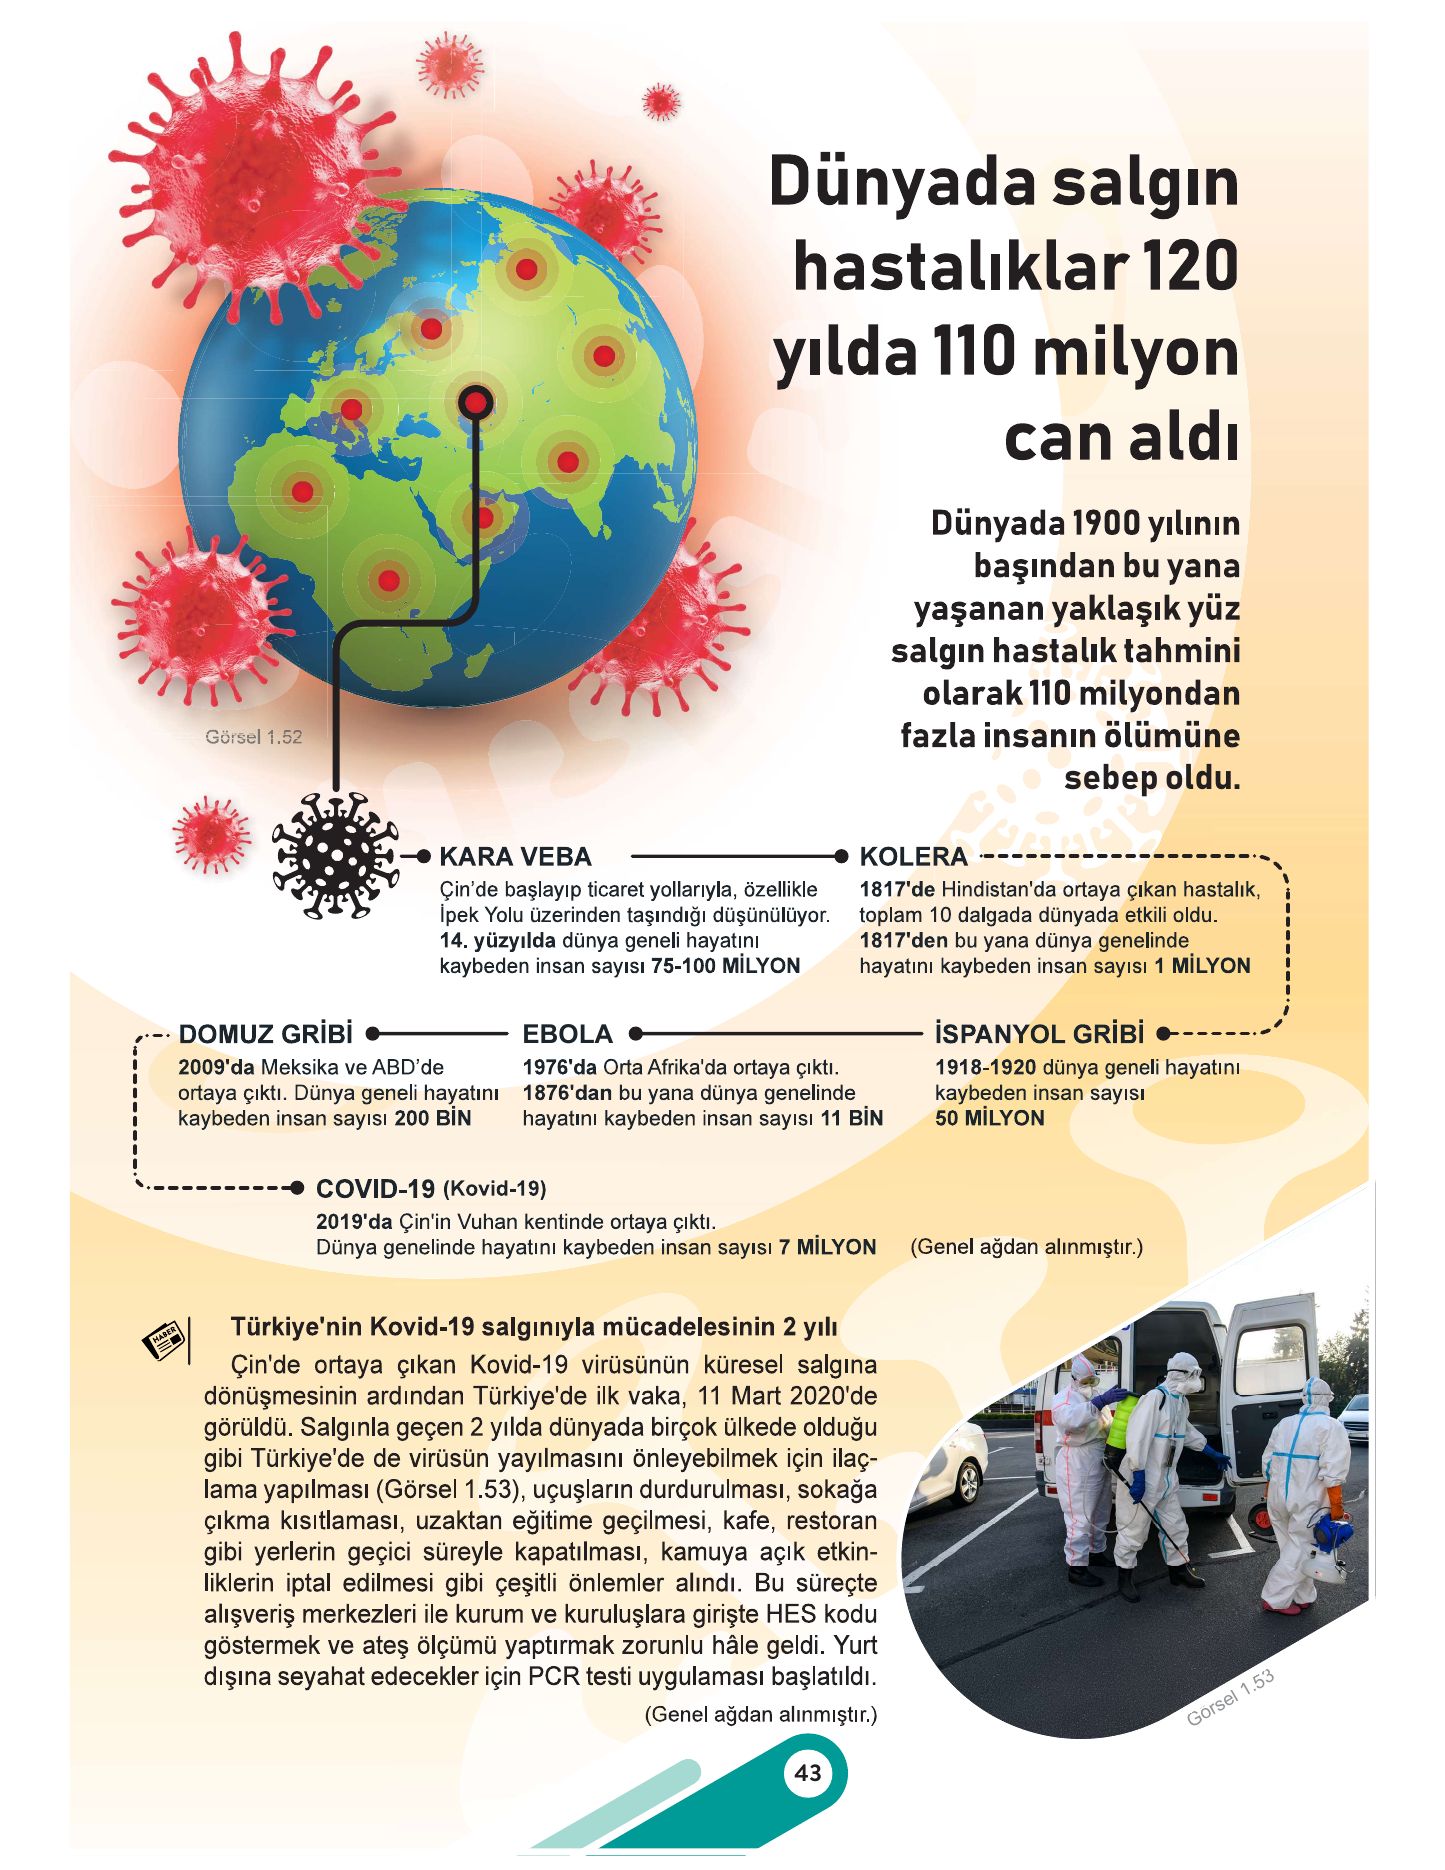 Dünyada salgın
hastalıklar 120
yılda 110 milyon
can aldı
Dünyada 1900 yılının
başından bu yana
yaşanan yaklaşık yüz
salgın hastalık tahmini
olarak 110 milyondan
fazla insanın ölümüne
sebep oldu.
Görsel 1.52
KARA VEBA
Çin’de başlayıp ticaret yollarıyla, özellikle
İpek Yolu üzerinden taşındığı düşünülüyor.
14. yüzyılda dünya geneli hayatını
kaybeden insan sayısı 75-100 MİLYON
KOLERA
1817'de Hindistan'da ortaya çıkan hastalık,
toplam 10 dalgada dünyada etkili oldu.
1817'den bu yana dünya genelinde
hayatını kaybeden insan sayısı 1 MİLYON
DOMUZ GRİBİ
2009'da Meksika ve ABD’de
ortaya çıktı. Dünya geneli hayatını
kaybeden insan sayısı 200 BİN
EBOLA
1976'da Orta Afrika'da ortaya çıktı.
1876'dan bu yana dünya genelinde
hayatını kaybeden insan sayısı 11 BİN
İSPANYOL GRİBİ
1918-1920 dünya geneli hayatını
kaybeden insan sayısı
50 MİLYON
COVID-19 (Kovid-19)
2019'da Çin'in Vuhan kentinde ortaya çıktı.
Dünya genelinde hayatını kaybeden insan sayısı 7 MİLYON
(Genel ağdan alınmıştır.)
HABER
Türkiye'nin Kovid-19 salgınıyla mücadelesinin 2 yılı
Çin'de ortaya çıkan Kovid-19 virüsünün küresel salgına
dönüşmesinin ardından Türkiye'de ilk vaka, 11 Mart 2020'de
görüldü. Salgınla geçen 2 yılda dünyada birçok ülkede olduğu
gibi Türkiye'de de virüsün yayılmasını önleyebilmek için ilaç-
lama yapılması (Görsel 1.53), uçuşların durdurulması, sokağa
çıkma kısıtlaması, uzaktan eğitime geçilmesi, kafe, restoran
gibi yerlerin geçici süreyle kapatılması, kamuya açık etkin-
liklerin iptal edilmesi gibi çeşitli önlemler alındı. Bu süreçte
alışveriş merkezleri ile kurum ve kuruluşlara girişte HES kodu
göstermek ve ateş ölçümü yaptırmak zorunlu hâle geldi. Yurt
dışına seyahat edecekler için PCR testi uygulaması başlatıldı.
(Genel ağdan alınmıştır.)
Görsel 1.53
43